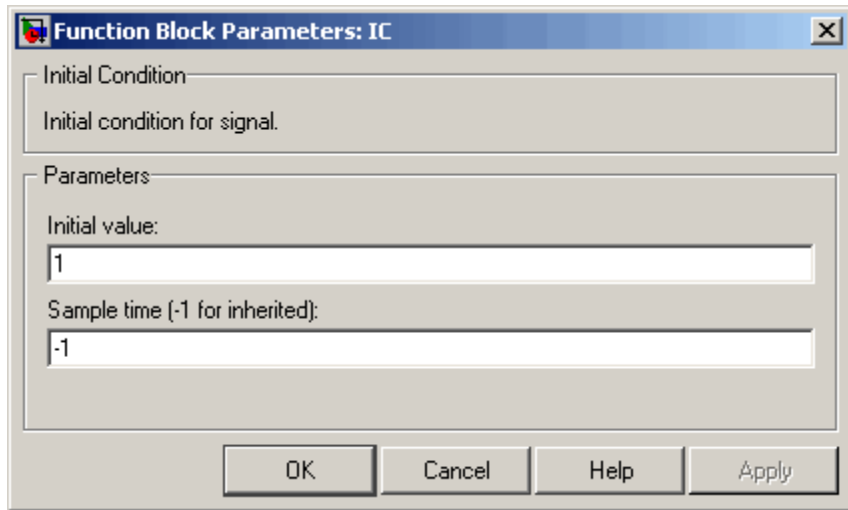 Function Block Parameters: IC
Initial Condition
Initial condition for signal.
Parameters
Initial value:
1
Sample time (-1 for inherited):
-1
OK Cancel Help Apply